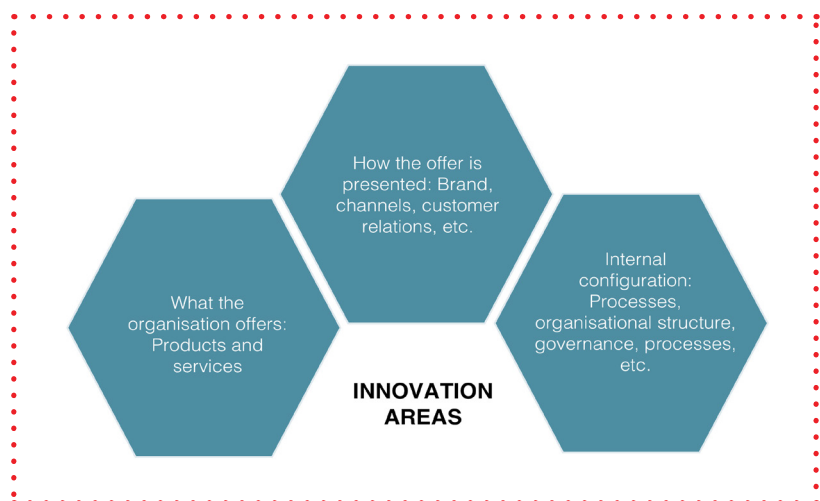 How the offer is
presented: Brand,
channels, customer
relations, etc.
What the
organisation offers:
Products and
services
Internal
configuration:
Processes,
organisational structure,
governance, processes,
etc.
INNOVATION
AREAS